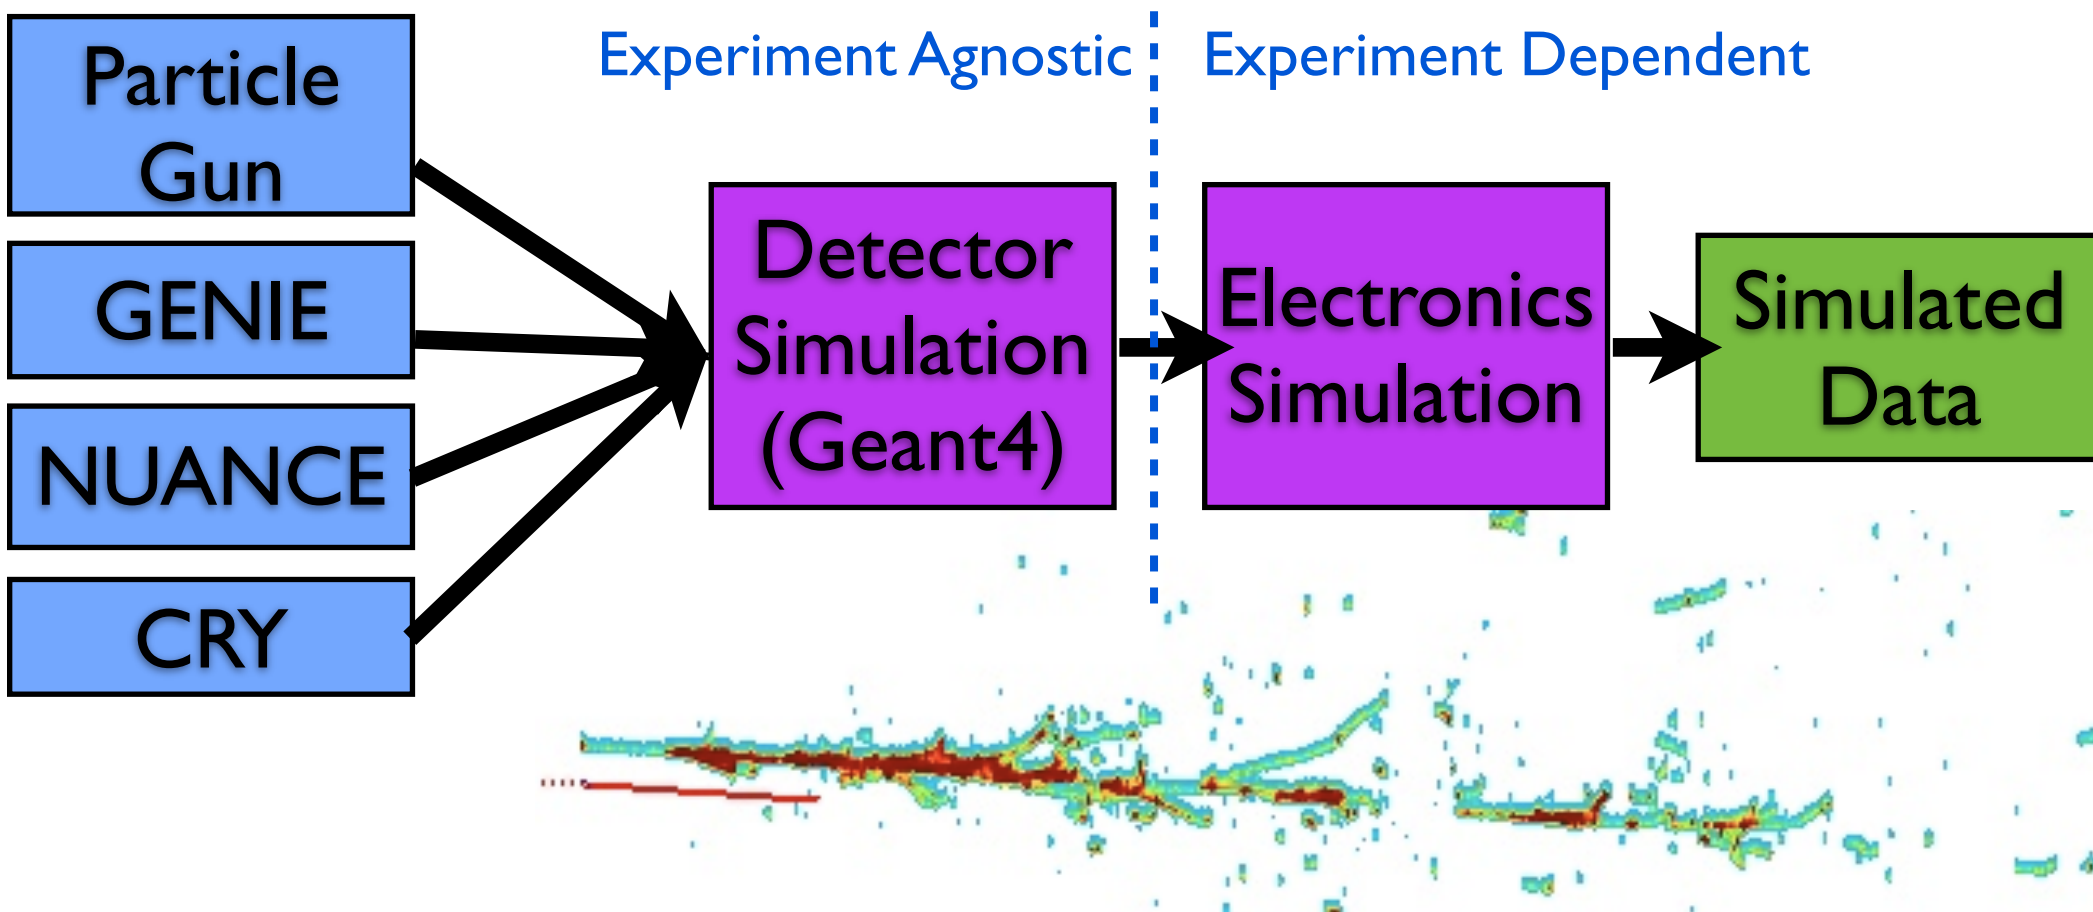 Particle
Gun
GENIE
NUANCE
CRY
Experiment Agnostic
Experiment Dependent
Detector
Simulation
(Geant4)
Electronics
Simulation
Simulated
Data